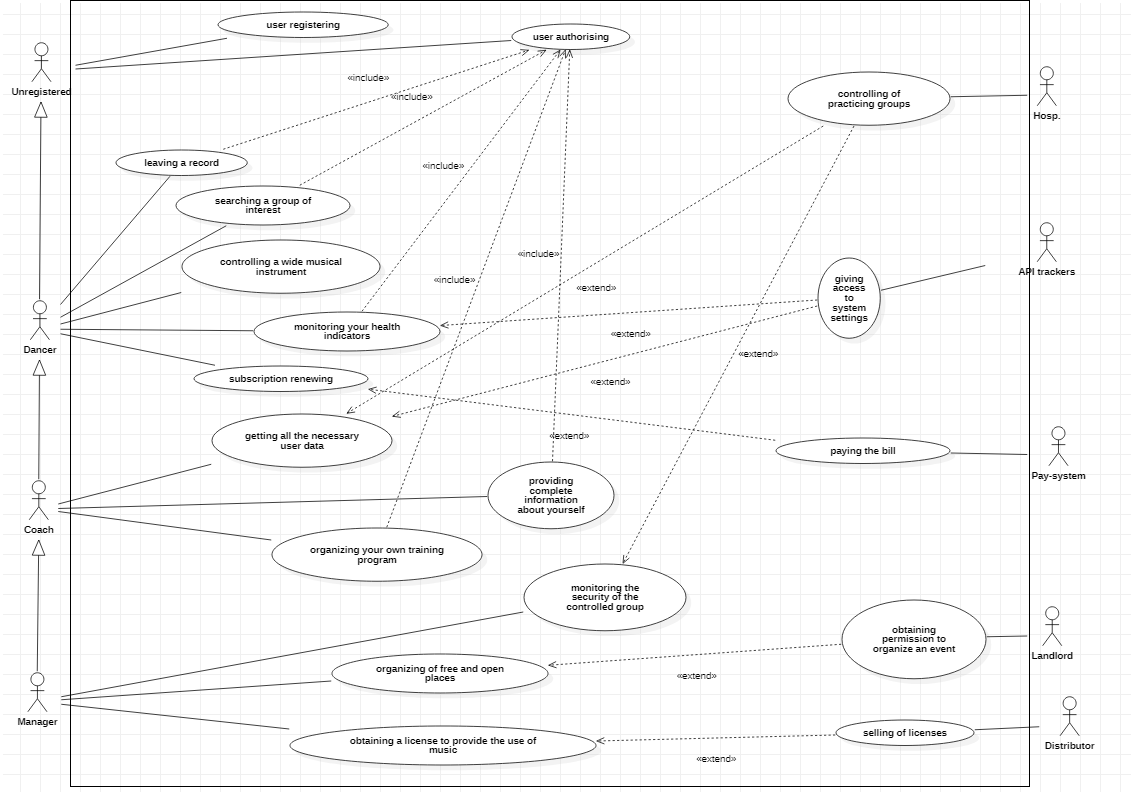 user registering
user authorising
«include»
Unregistered
«include»
controlling of
practicing groups
Hosp.
leaving a record
«include»
searching a group of
interest
controlling a wide musical
instrument
«include»
«include»
«extend»
giving
access
to
system
settings
API trackers
monitoring your health
indicators
«extend»
Dancer
«extend»
subscription renewing
«extend»
getting all the necessary
user data
«extend»
paying the bill
Pay-system
providing
complete
information
about yourself
Coach
organizing your own training
program
monitoring the
security of the
controlled group
obtaining
permission to
organize an event
Landlord
organizing of free and open
places
«extend»
Manager
obtaining a license to provide the use of
music
selling of licenses
Distributor
«extend»